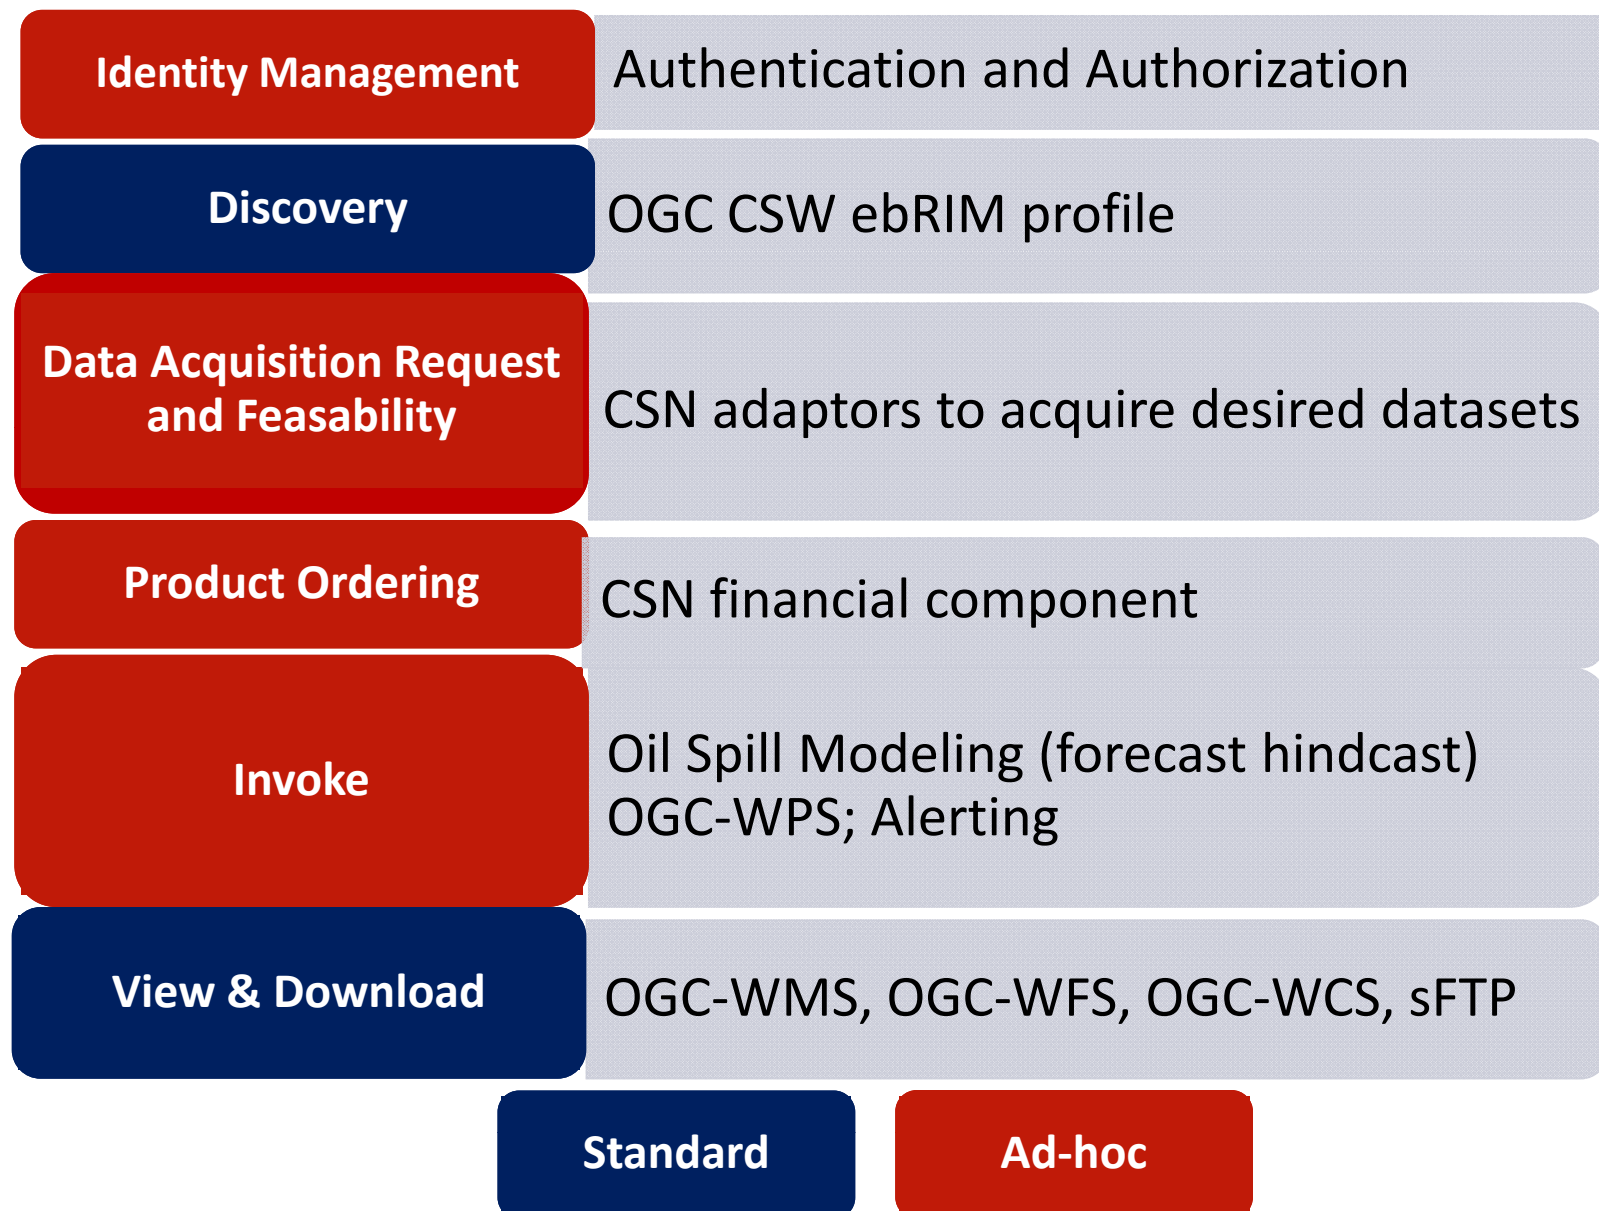 Identity Management
Authentication and Authorization
Discovery
OGC CSW ebRIM profile
Data Acquisition Request
and Feasability
CSN adaptors to acquire desired datasets
Product Ordering
CSN financial component
Invoke
Oil Spill Modeling (forecast hindcast)
OGC-WPS; Alerting
View & Download
OGC-WMS, OGC-WFS, OGC-WCS, sFTP
Standard
Ad-hoc